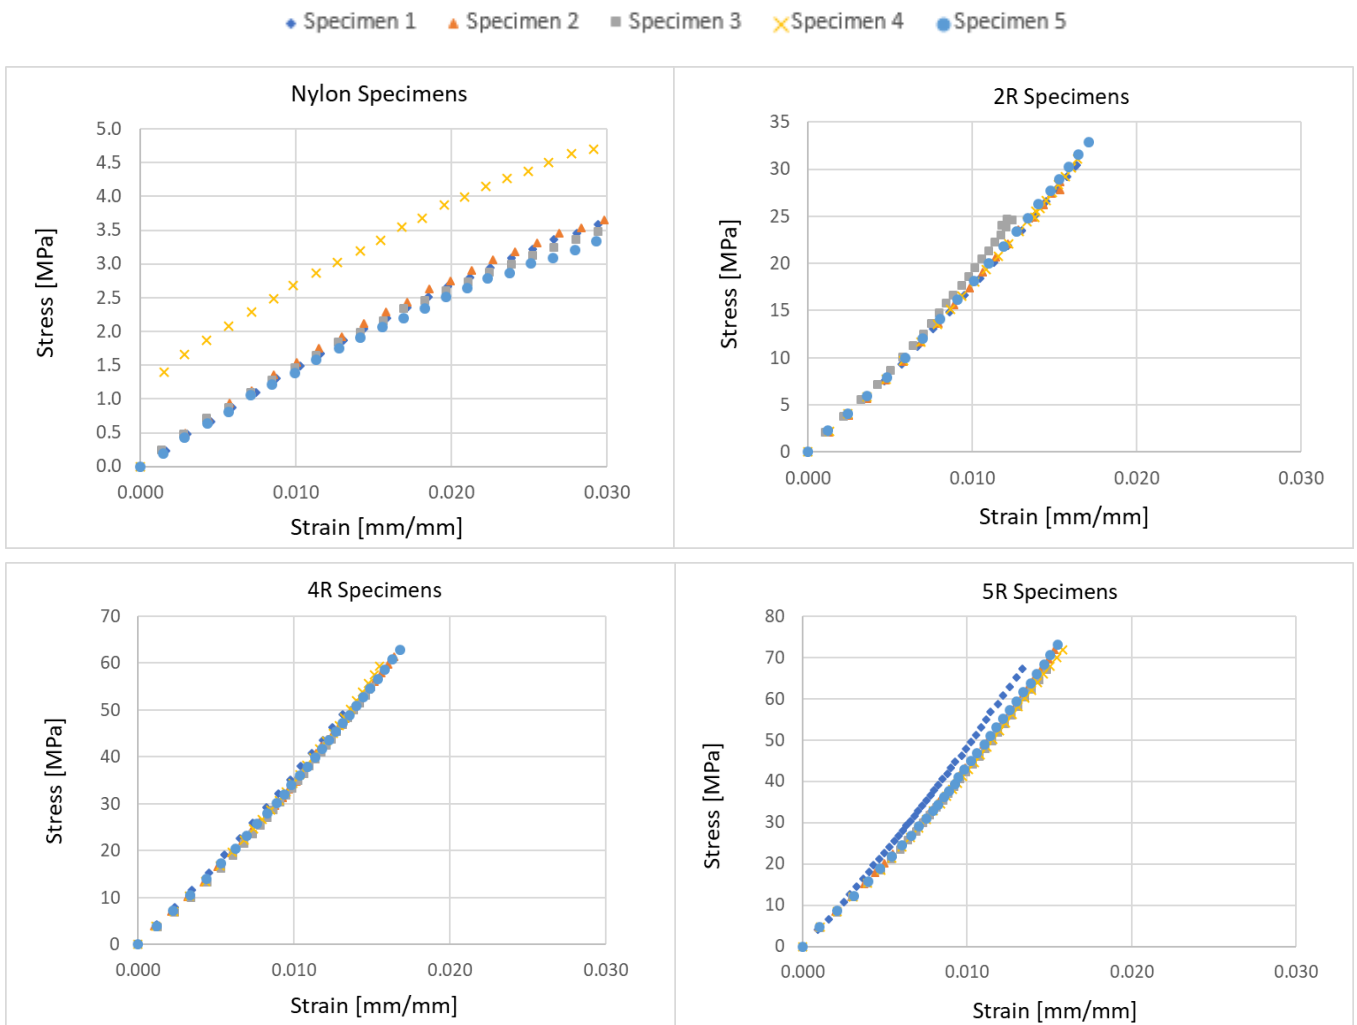 Specimen 1 Specimen 2 Specimen 3 Specimen 4 Specimen 5
Nylon Specimens
5.0
4.5
4.0
3.5
3.0
2.5
2.0
1.5
1.0
0.5
0.0
Stress [MPa]
0.000 0.010 0.020 0.030
Strain [mm/mm]
2R Specimens
35
30
25
20
15
10
5
0
Stress [MPa]
0.000 0.010 0.020 0.030
Strain [mm/mm]
4R Specimens
70
60
50
40
30
20
10
0
Stress [MPa]
0.000 0.010 0.020 0.030
Strain [mm/mm]
5R Specimens
80
70
60
50
40
30
20
10
0
Stress [MPa]
0.000 0.010 0.020 0.030
Strain [mm/mm]